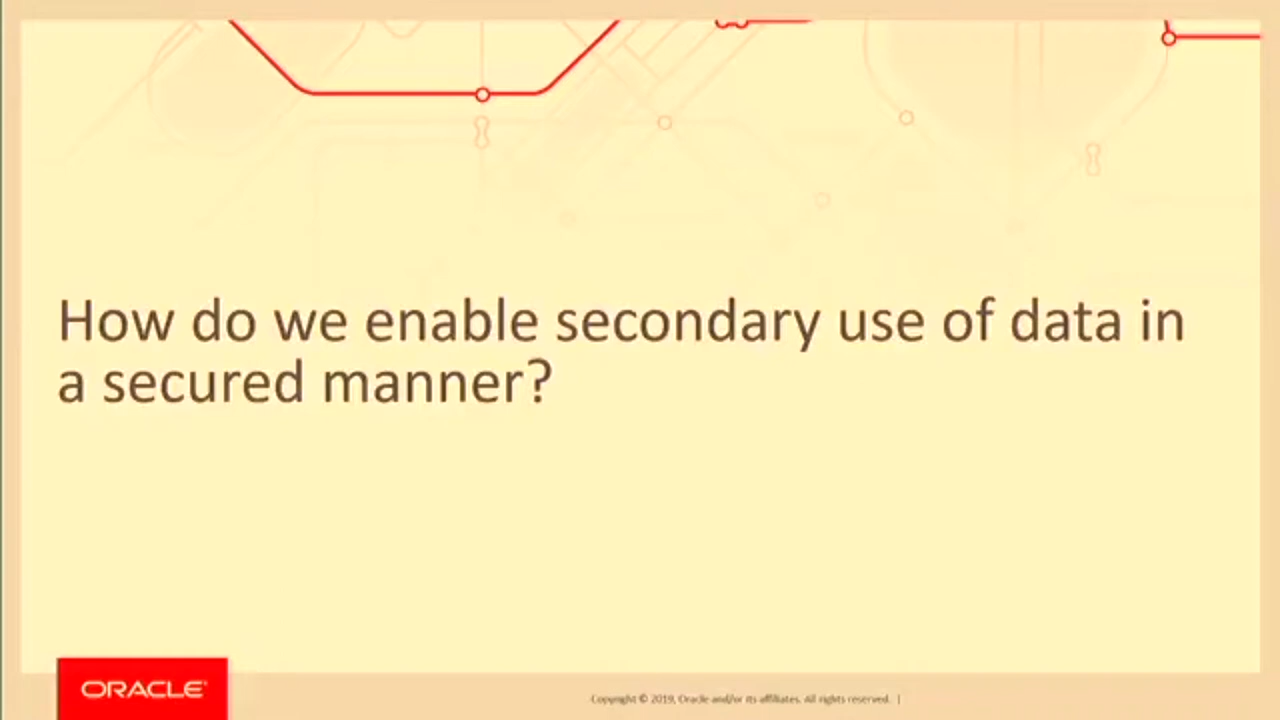 How do we enable secondary use of data in
a secured manner?
ORACLE®
Copyright © 2019, Oracle and/or its affiliates. All rights reserved. |